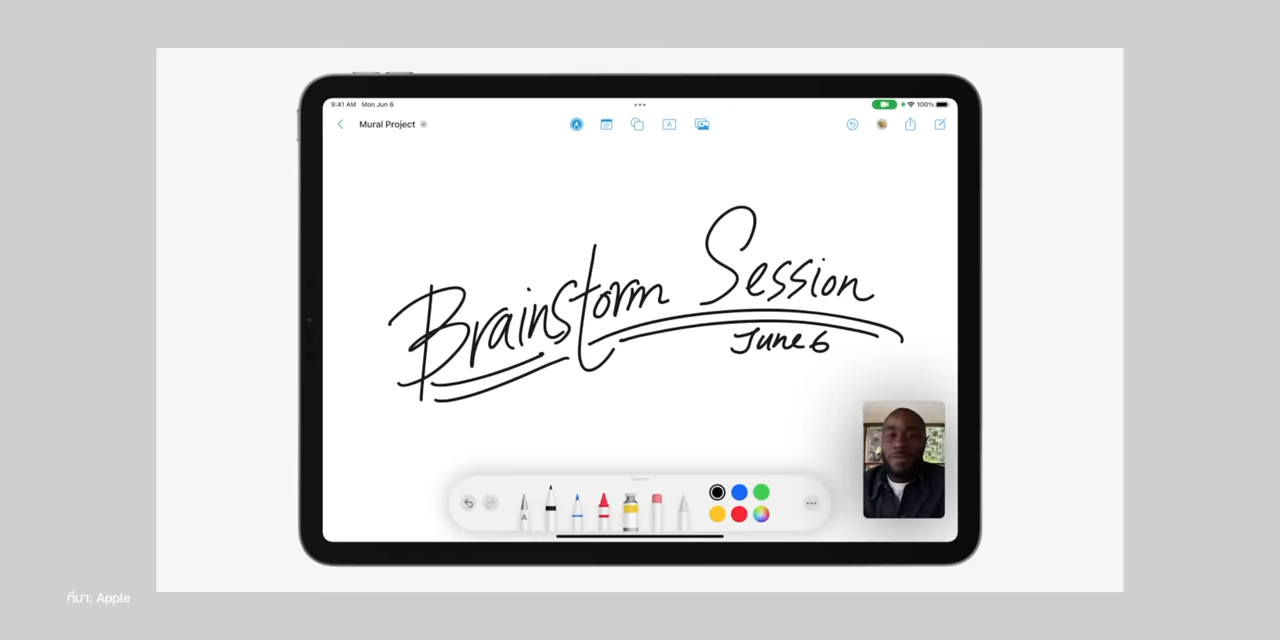 9:41 AM Mon Jun 6
100%
Mural Project
A
A
Brainstorm Session
June 6
A
ที่มา: Apple